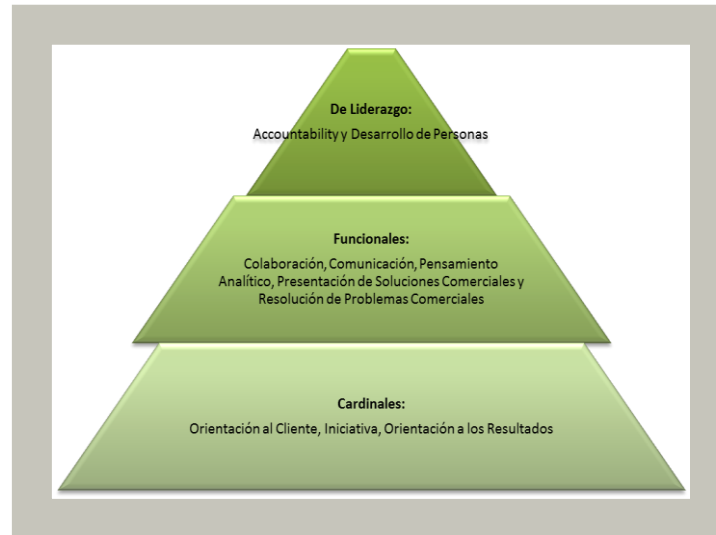 De Liderazgo:
Accountability y Desarrollo de Personas
Funcionales:
Colaboración, Comunicación, Pensamiento
Analítico, Presentación de Soluciones Comerciales y
Resolución de Problemas Comerciales
Cardinales:
Orientación al Cliente, Iniciativa, Orientación a los Resultados